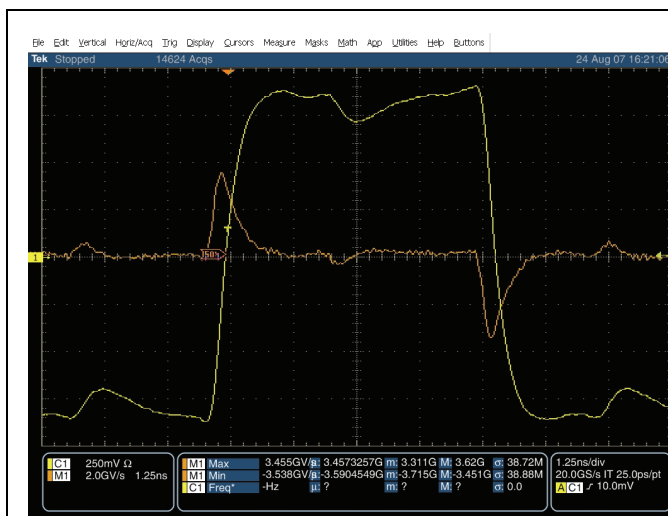 File Edit Vertical Horiz/Acq Trig Display Cursors Measure Masks Math App Utilities Help Buttons
Tek Stopped 14624 Acqs 24 Aug 07 16:21:06
1
C1 250mV Ω
M1 2.0GV/s 1.25ns
M1 Max 3.455GV/s µ: 3.4573257G m: 3.311G M: 3.62G σ: 38.72M
M1 Min -3.538GV/s µ: -3.5904549G m: -3.715G M: -3.451G σ: 38.88M
C1 Freq* -Hz µ: ? m: ? M: ? σ: 0.0
1.25ns/div
20.0GS/s IT 25.0ps/pt
A C1 10.0mV